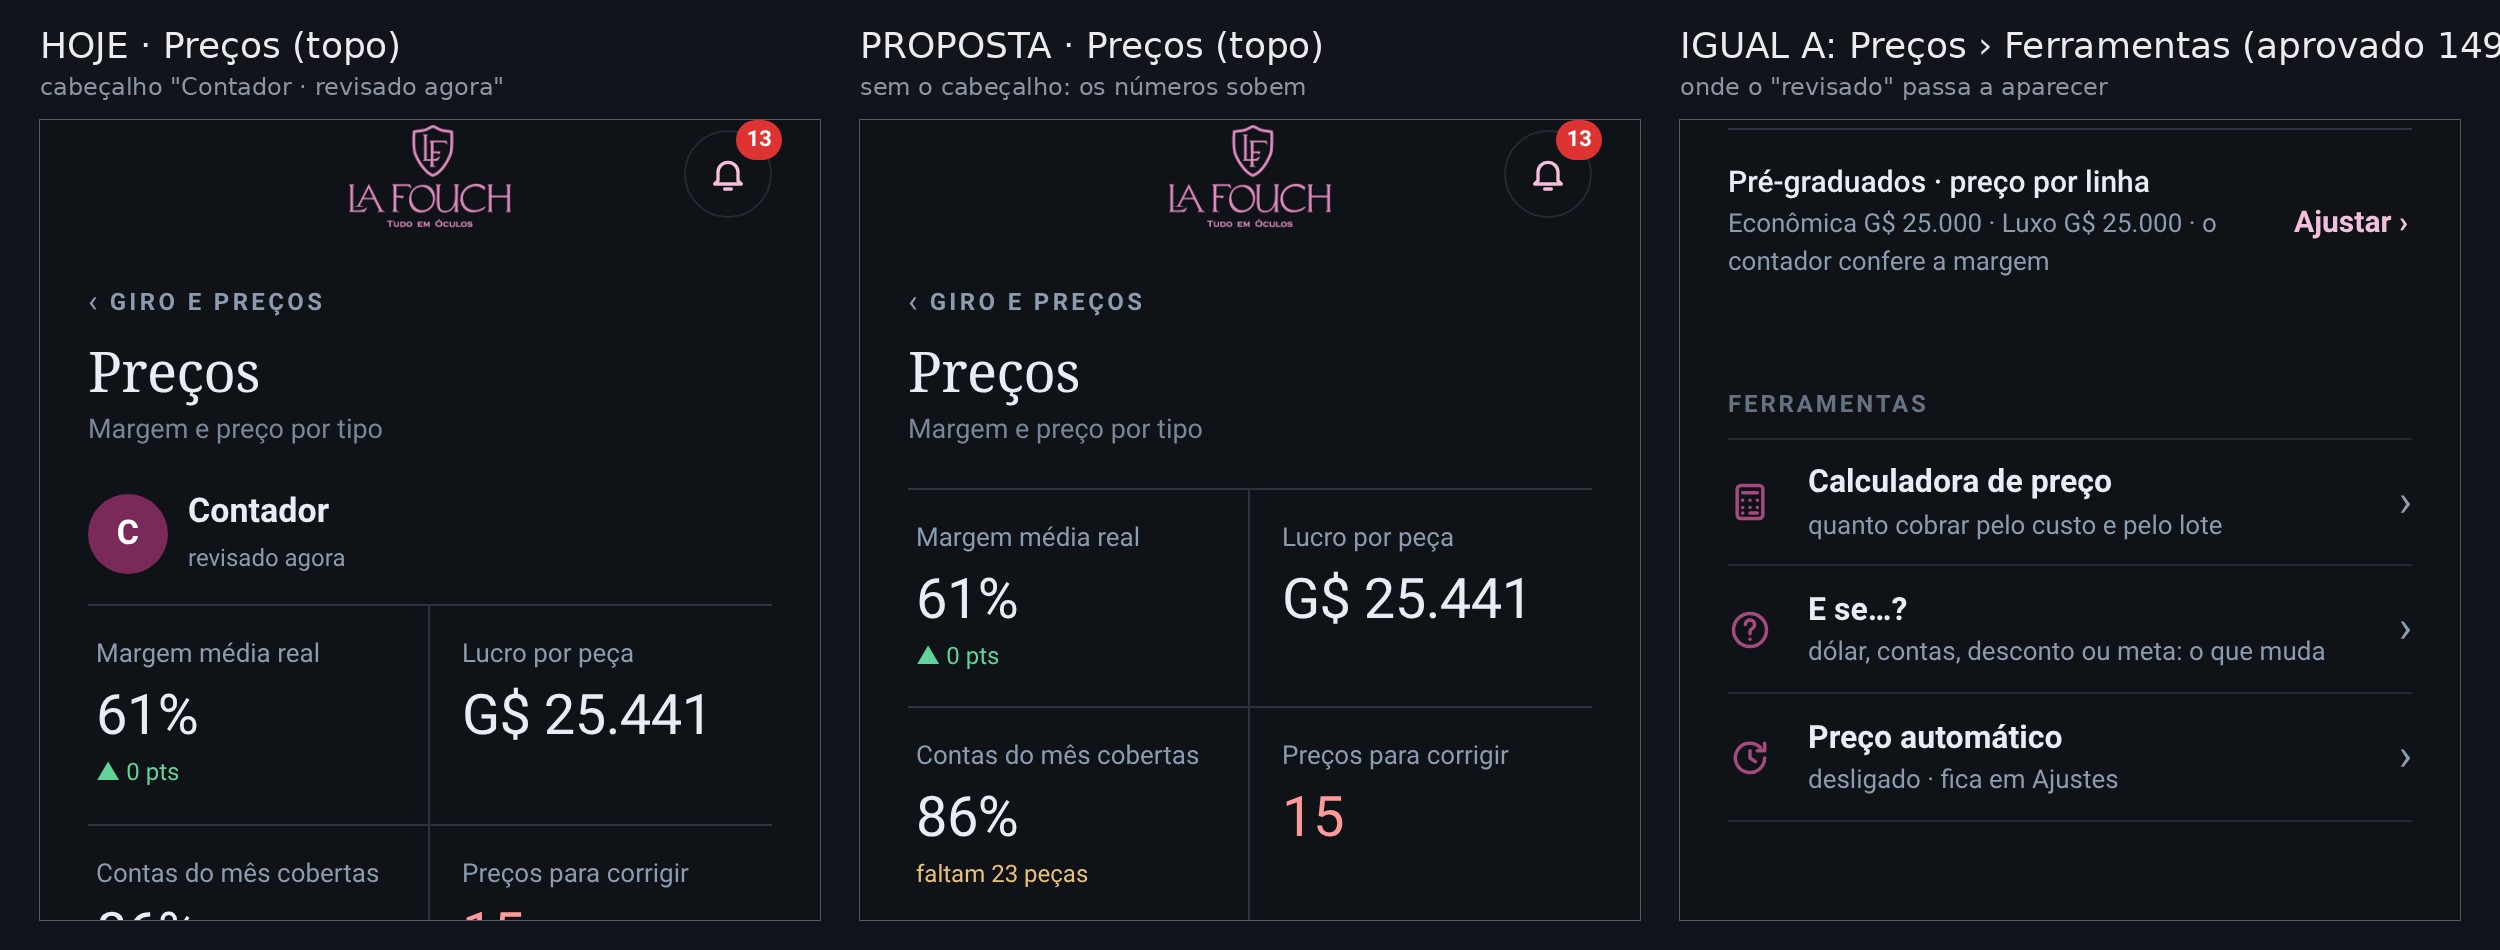 HOJE · Preços (topo)
cabeçalho "Contador · revisado agora"
LF
LA FOUCH
TUDO EM ÓCULOS
13
‹ GIRO E PREÇOS
Preços
Margem e preço por tipo
C
Contador
revisado agora
Margem média real
61%
▲ 0 pts
Lucro por peça
G$ 25.441
Contas do mês cobertas
86%
Preços para corrigir
15
PROPOSTA · Preços (topo)
sem o cabeçalho: os números sobem
LF
LA FOUCH
TUDO EM ÓCULOS
13
‹ GIRO E PREÇOS
Preços
Margem e preço por tipo
Margem média real
61%
▲ 0 pts
Lucro por peça
G$ 25.441
Contas do mês cobertas
86%
faltam 23 peças
Preços para corrigir
15
IGUAL A: Preços › Ferramentas (aprovado 149
onde o "revisado" passa a aparecer
Pré-graduados · preço por linha
Econômica G$ 25.000 · Luxo G$ 25.000 · o
contador confere a margem
Ajustar ›
FERRAMENTAS
Calculadora de preço
quanto cobrar pelo custo e pelo lote
›
E se…?
dólar, contas, desconto ou meta: o que muda
›
Preço automático
desligado · fica em Ajustes
›